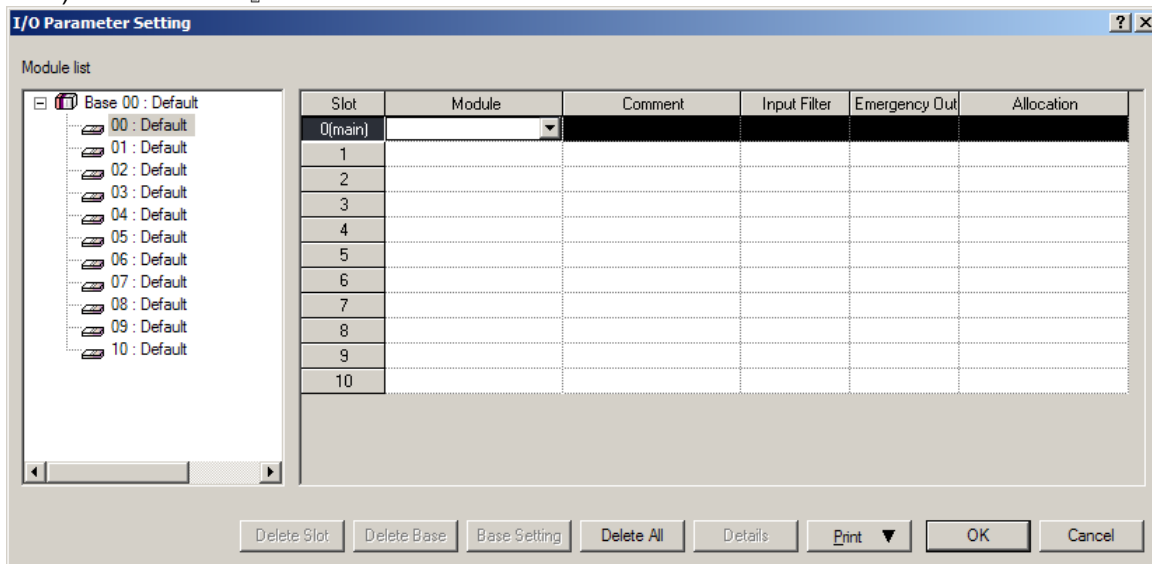 I/O Parameter Setting
Module list
Base 00 : Default
00 : Default
01 : Default
02 : Default
03 : Default
04 : Default
05 : Default
06 : Default
07 : Default
08 : Default
09 : Default
10 : Default
Slot Module Comment Input Filter Emergency Out Allocation
0(main)
1
2
3
4
5
6
7
8
9
10
Delete Slot Delete Base Base Setting Delete All Details Print OK Cancel